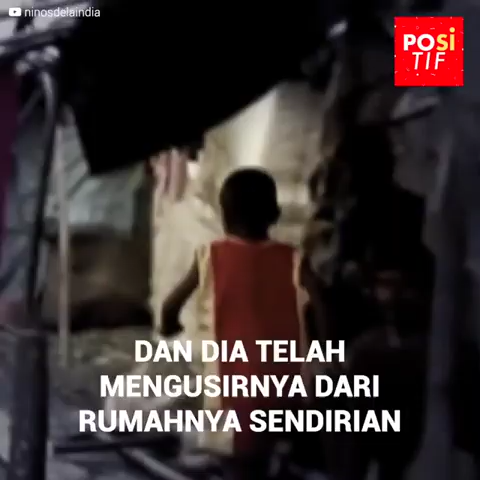 ninosdelaindia
POSi
TIF
DAN DIA TELAH
MENGUSIRNYA DARI
RUMAHNYA SENDIRIAN